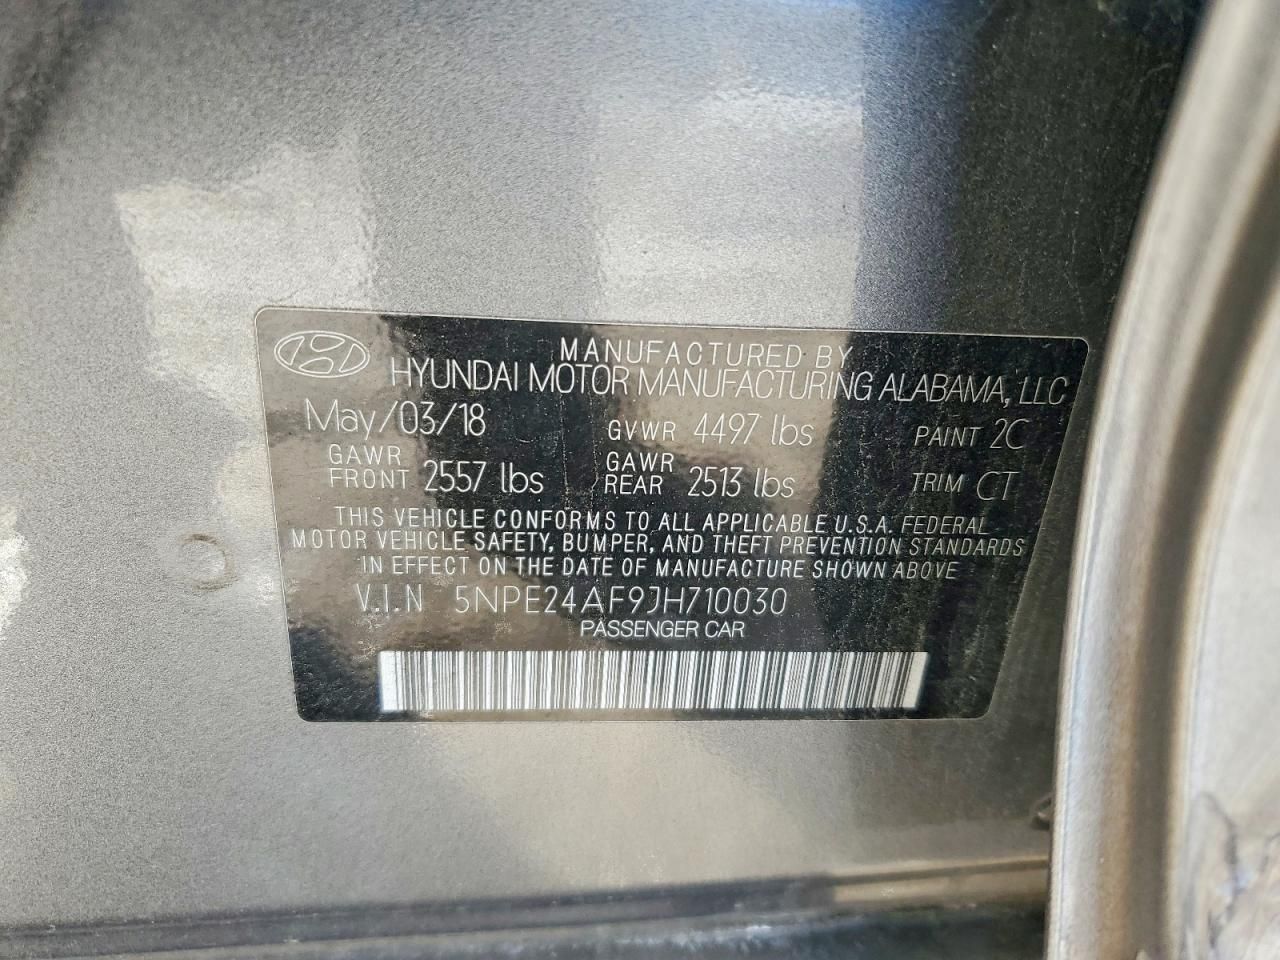 MANUFACTURED BY
HYUNDAI MOTOR MANUFACTURING ALABAMA, LLC
May/03/18 GVWR 4497 lbs PAINT 2C
GAWR FRONT 2557 lbs GAWR REAR 2513 lbs TRIM CT
THIS VEHICLE CONFORMS TO ALL APPLICABLE U.S.A. FEDERAL
MOTOR VEHICLE SAFETY, BUMPER, AND THEFT PREVENTION STANDARDS
IN EFFECT ON THE DATE OF MANUFACTURE SHOWN ABOVE
V.I.N 5NPE24AF9JH710030
PASSENGER CAR